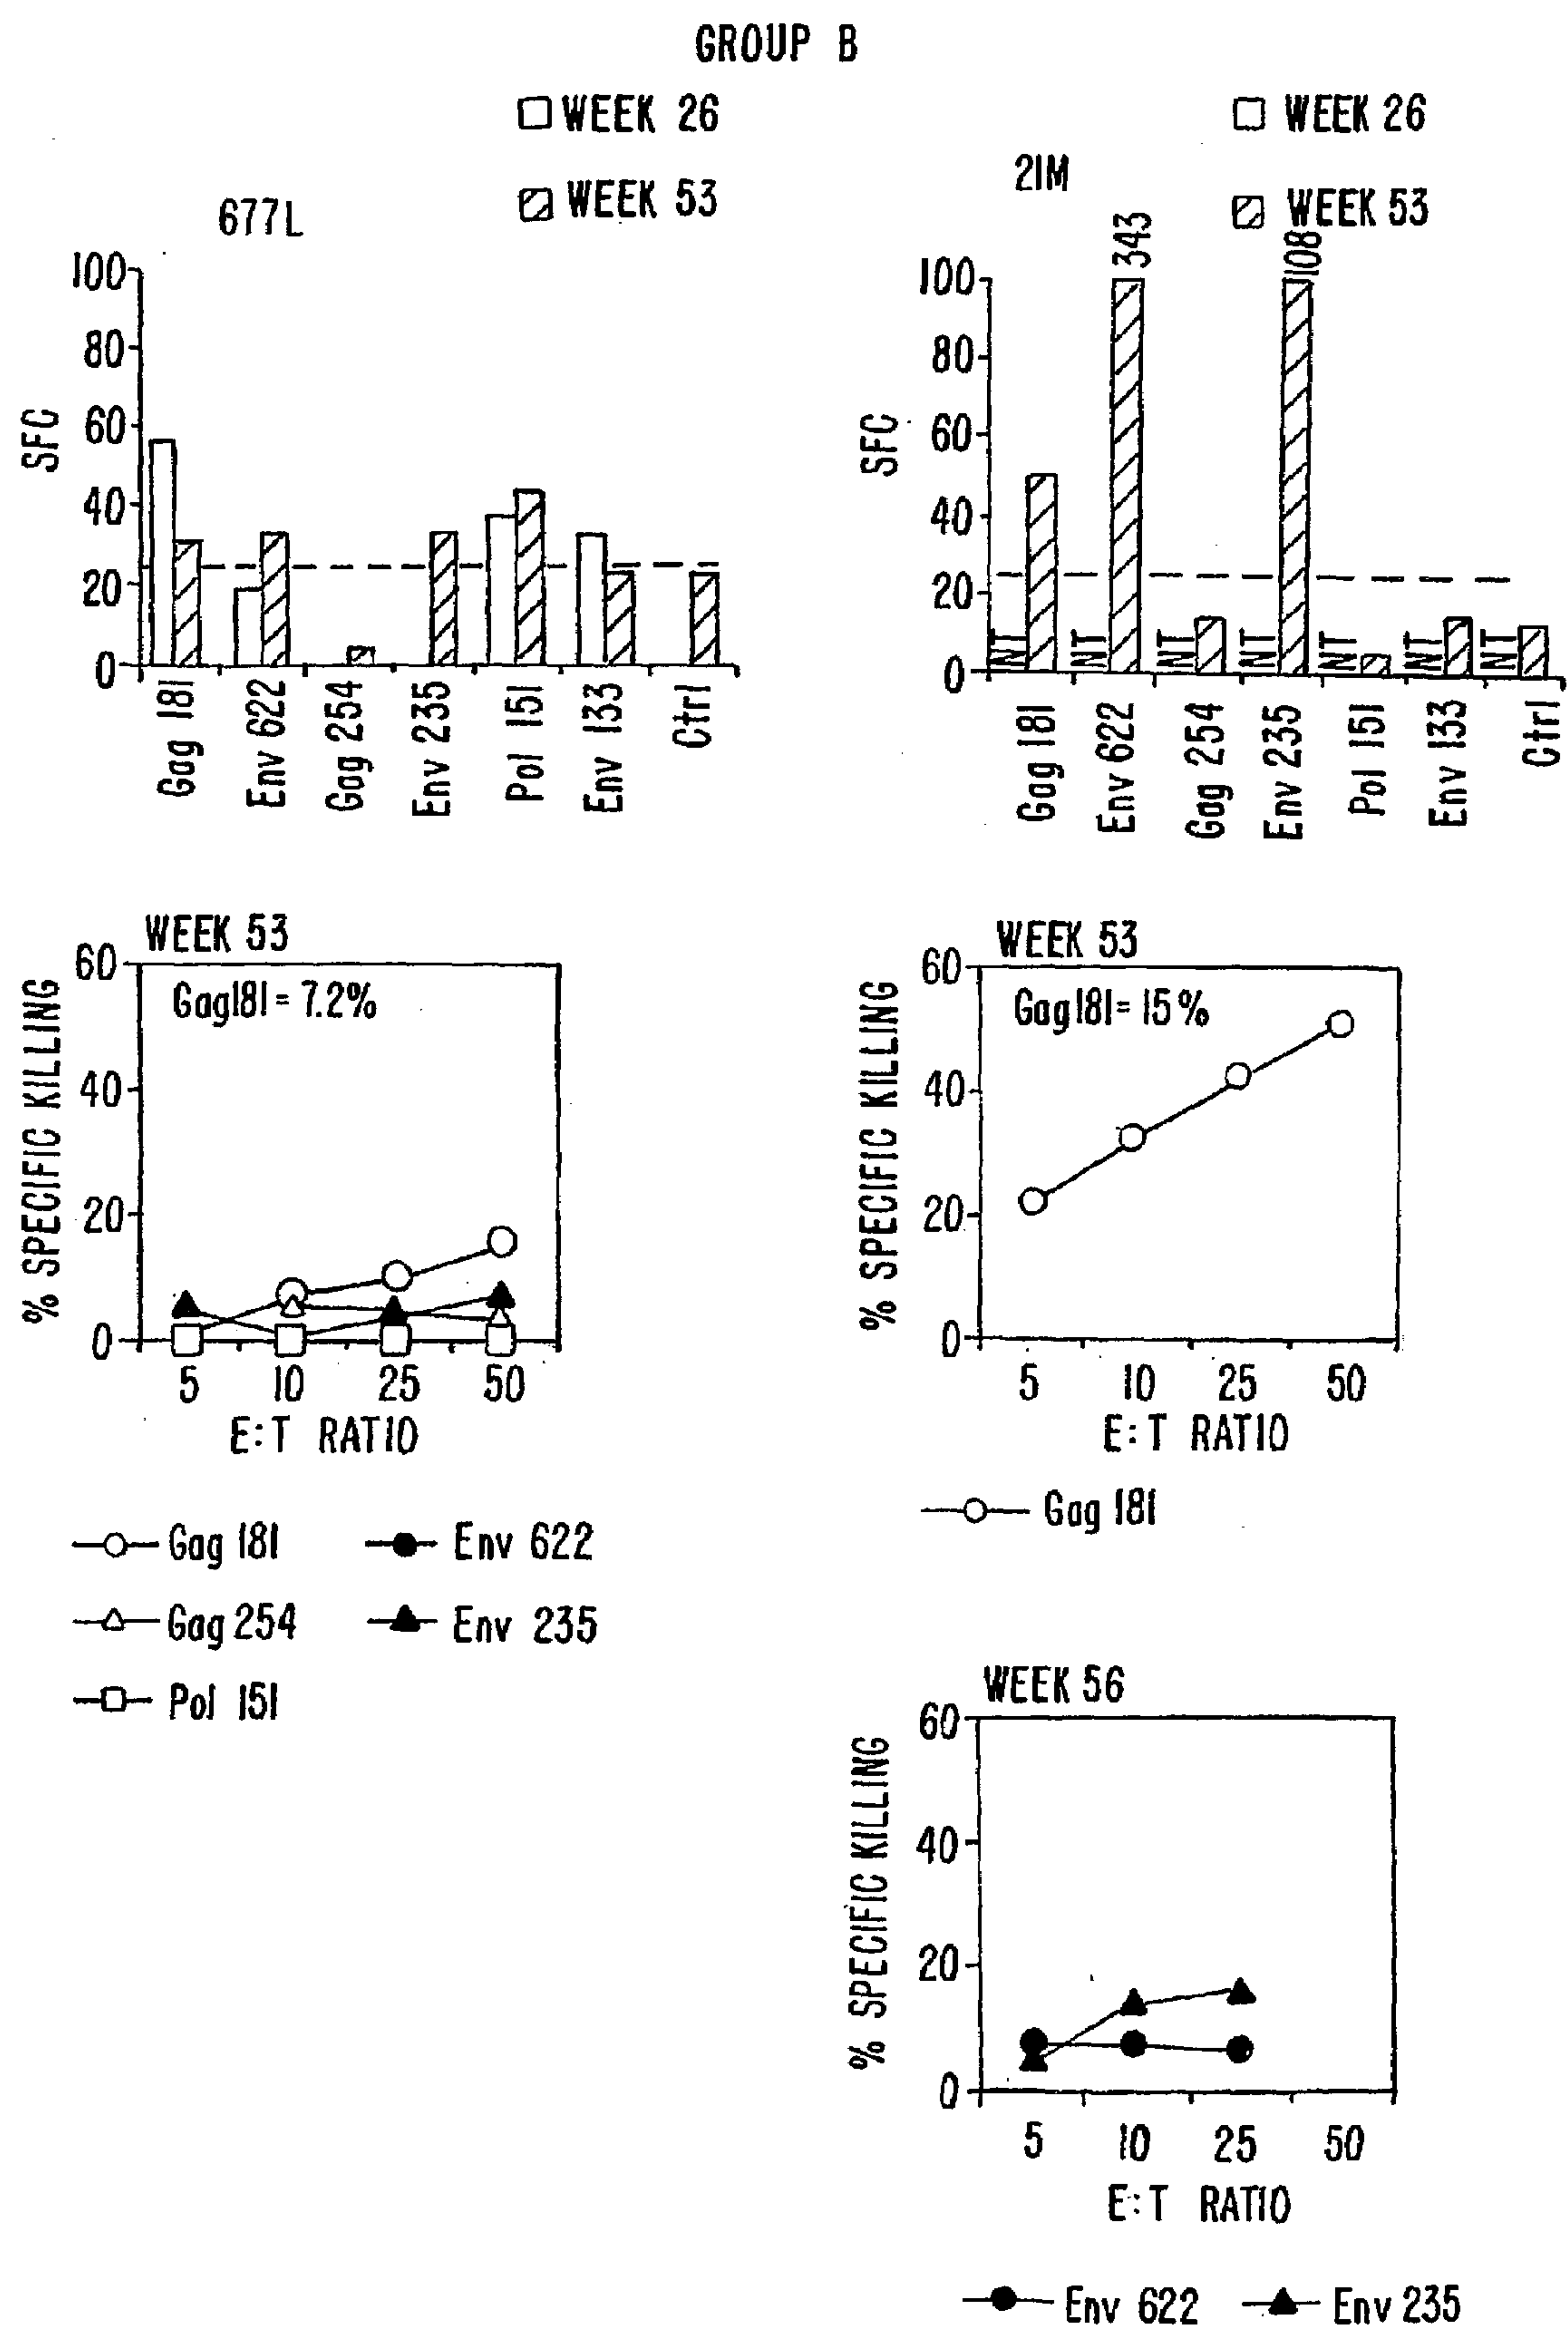 GROUP B
WEEK 26
WEEK 53
677L
100
80
60
40
20
0
SFC
Gag 181
Env 622
Gag 254
Env 235
Pol 151
Env 133
Ctrl
WEEK 26
WEEK 53
21M
343
108
100
80
60
40
20
0
SFC
NT NT NT NT NT NT NT
Gag 181
Env 622
Gag 254
Env 235
Pol 151
Env 133
Ctrl
WEEK 53
Gag181 = 7.2%
60
40
20
0
% SPECIFIC KILLING
5 10 25 50
E:T RATIO
Gag 181 Env 622
Gag 254 Env 235
Pol 151
WEEK 53
Gag 181 = 15%
60
40
20
0
% SPECIFIC KILLING
5 10 25 50
E:T RATIO
Gag 181
WEEK 56
60
40
20
0
% SPECIFIC KILLING
5 10 25 50
E:T RATIO
Env 622 Env 235